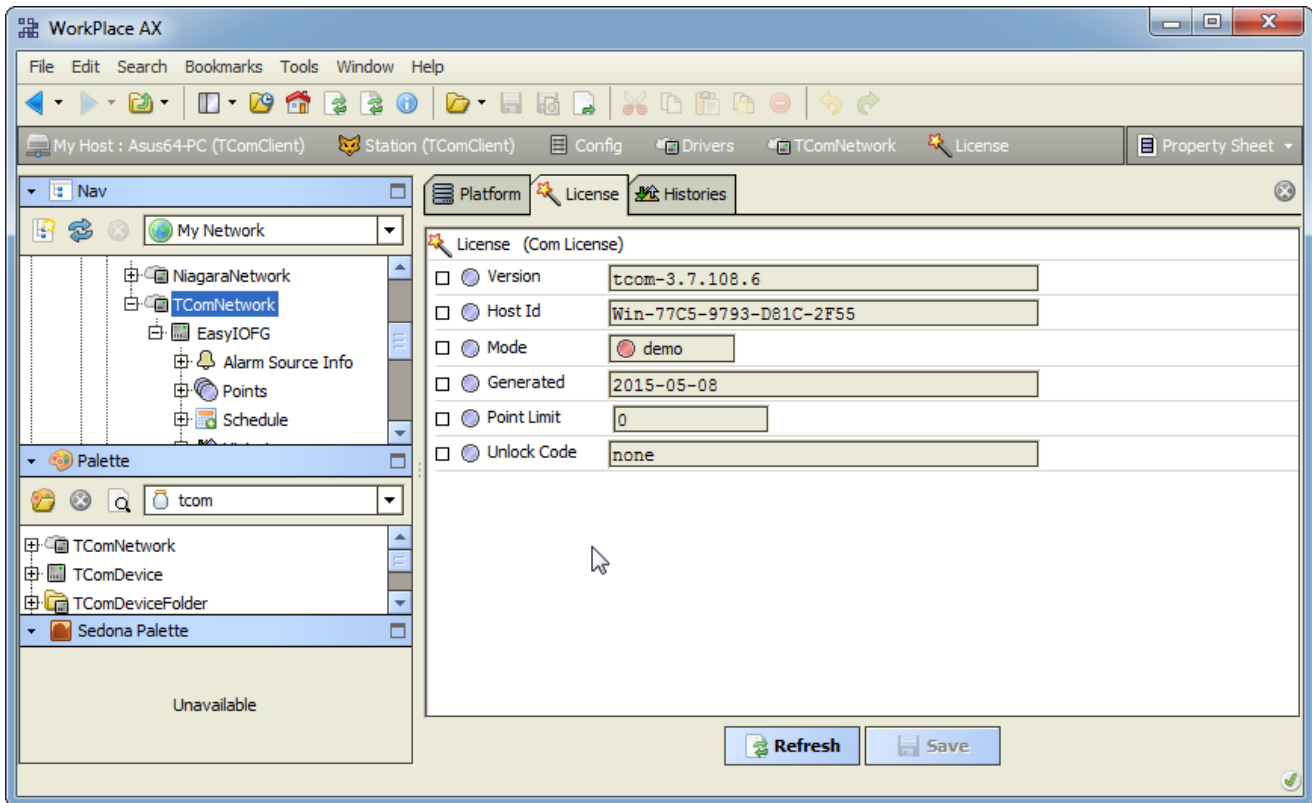 WorkPlace AX
File Edit Search Bookmarks Tools Window Help
My Host : Asus64-PC (TComClient) Station (TComClient) Config Drivers TComNetwork License Property Sheet
Nav
My Network
NiagaraNetwork
TComNetwork
EasyIOFG
Alarm Source Info
Points
Schedule
Palette
tcom
TComNetwork
TComDevice
TComDeviceFolder
Sedona Palette
Unavailable
Platform License Histories
License (Com License)
Version tcom-3.7.108.6
Host Id Win-77C5-9793-D81C-2F55
Mode demo
Generated 2015-05-08
Point Limit 0
Unlock Code none
Refresh Save